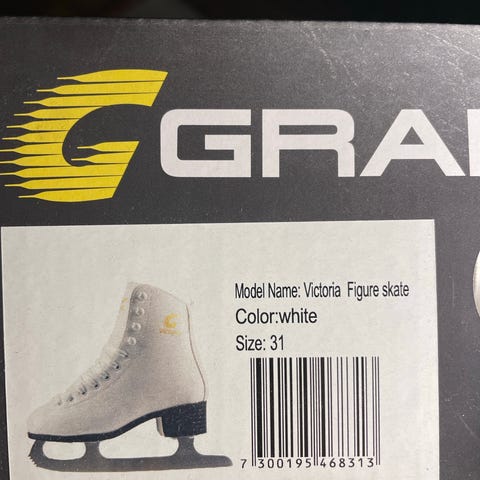 GRA
Model Name: Victoria Figure skate
Color:white
Size: 31
7 300195 468313